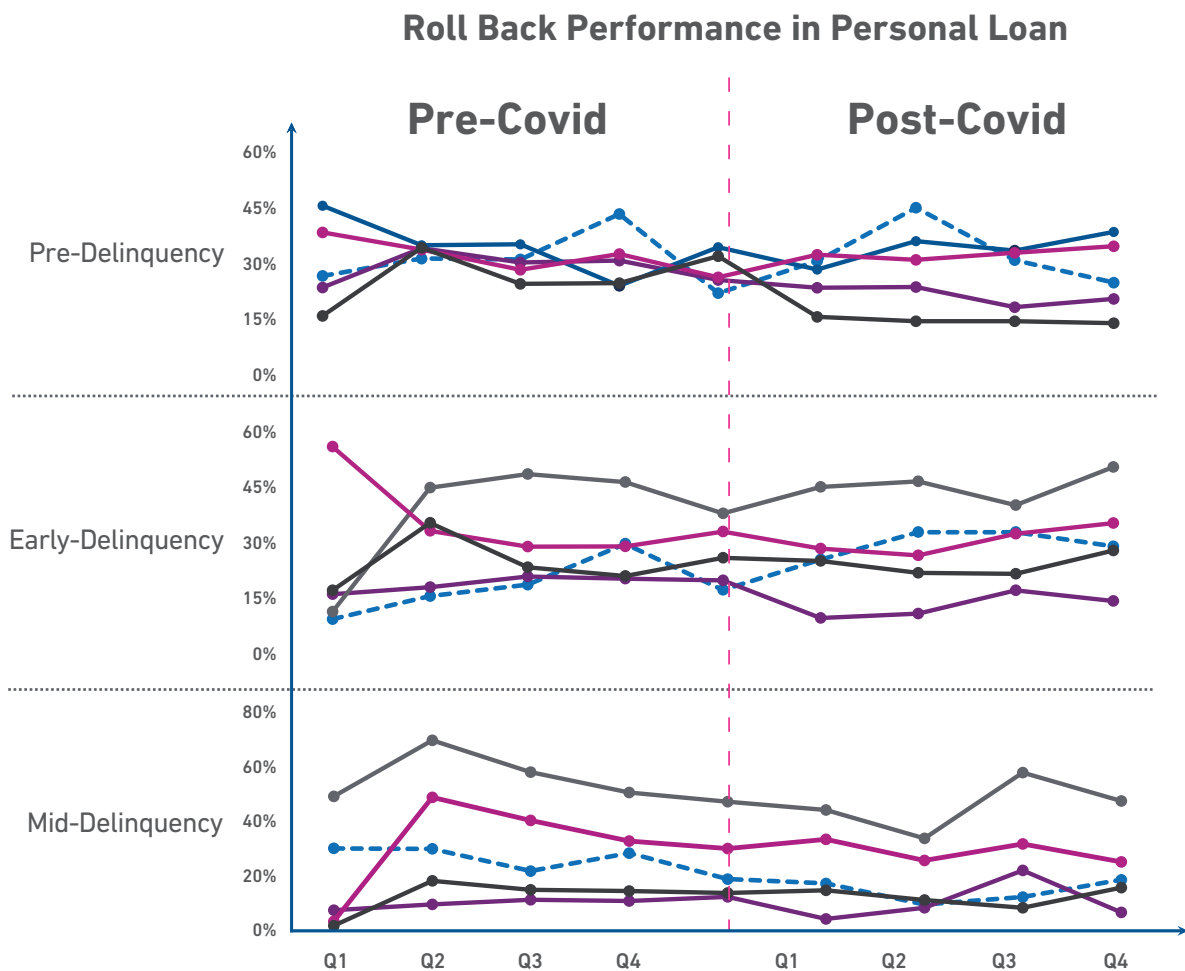 Roll Back Performance in Personal Loan
Pre-Covid
Post-Covid
Pre-Delinquency
60%
45%
30%
15%
0%
Early-Delinquency
60%
45%
30%
15%
0%
Mid-Delinquency
80%
60%
40%
20%
0%
Q1 Q2 Q3 Q4 Q1 Q2 Q3 Q4